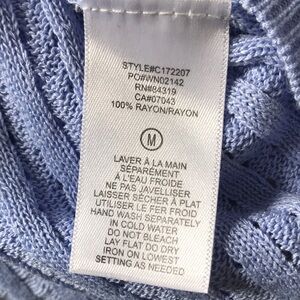 STYLE#C172207
PO#WN02142
RN#84319
CA#07043
100% RAYON/RAYON
M
LAVER À LA MAIN
SÉPARÉMENT
À L'EAU FROIDE
NE PAS JAVELLISER
LAISSER SÉCHER À PLAT
UTILISER LE FER FROID
HAND WASH SEPARATELY
IN COLD WATER
DO NOT BLEACH
LAY FLAT DO DRY
IRON ON LOWEST
SETTING AS NEEDED